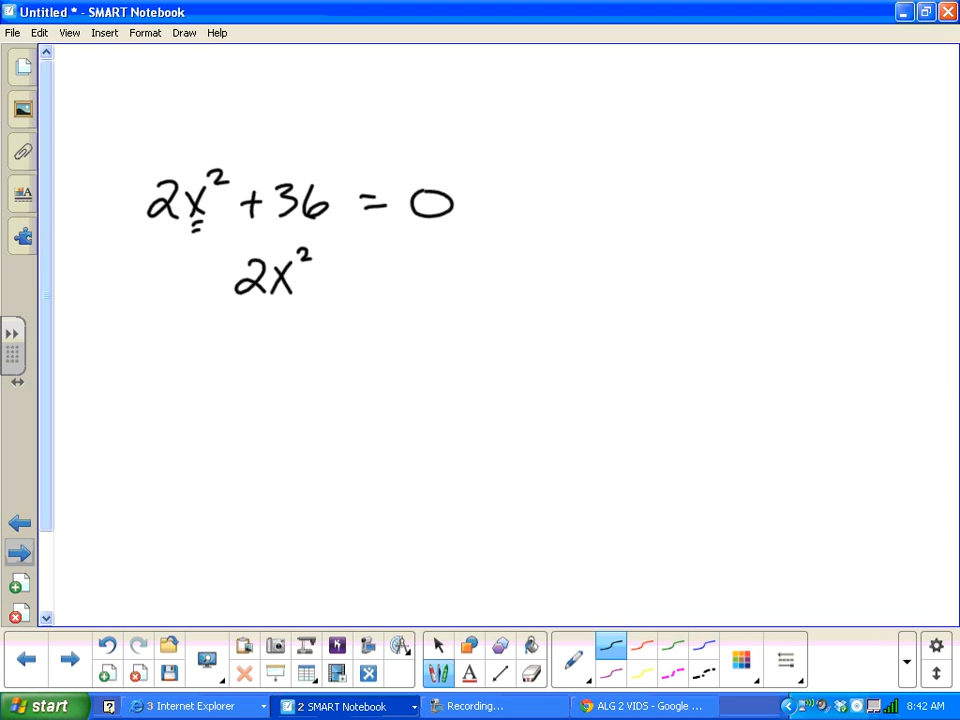 Untitled * - SMART Notebook
File Edit View Insert Format Draw Help
2x² + 36 = 0
2x²
start
3 Internet Explorer
2 SMART Notebook
Recording...
ALG 2 VIDS - Google ...
8:42 AM